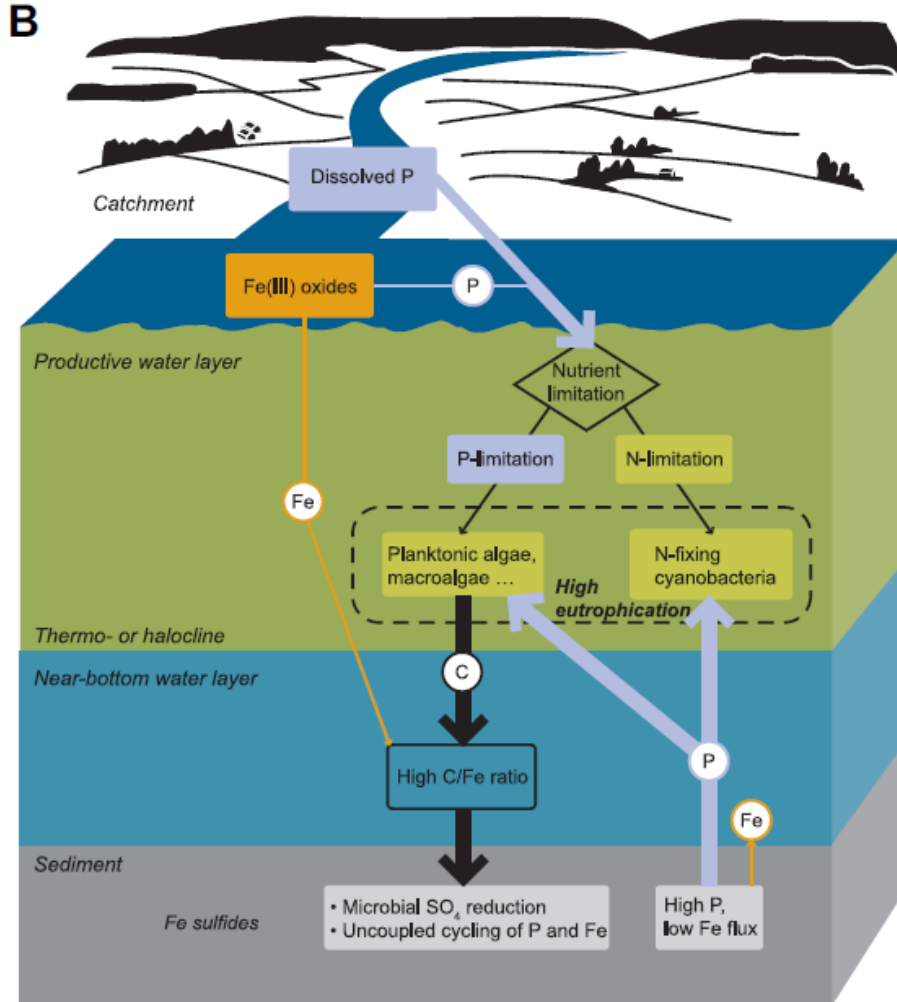 B
Dissolved P
Catchment
Fe(III) oxides
P
Productive water layer
Nutrient
limitation
P-limitation
N-limitation
Fe
Planktonic algae,
macroalgae ...
N-fixing
cyanobacteria
High
eutrophication
Thermo- or halocline
Near-bottom water layer
C
High C/Fe ratio
P
Fe
Sediment
Fe sulfides
• Microbial SO₄ reduction
• Uncoupled cycling of P and Fe
High P,
low Fe flux